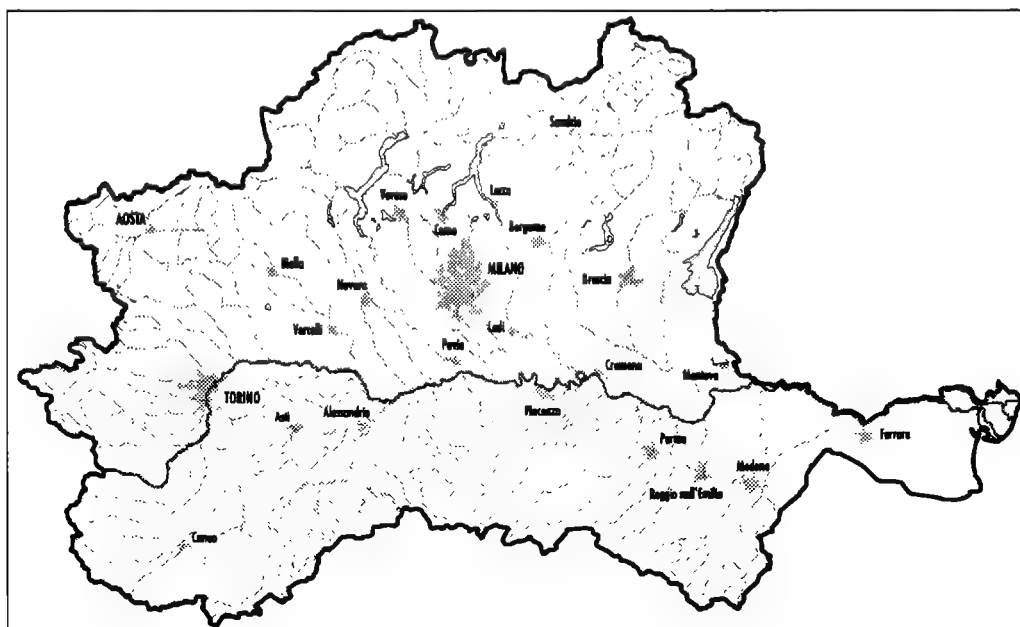 Sondrio
Varese
Lecco
AOSTA
Como
Bergamo
Biella
MILANO
Novara
Brescia
Vercelli
Lodi
Pavia
Cremona
Mantova
TORINO
Asti
Alessandria
Piacenza
Parma
Ferrara
Modena
Reggio nell'Emilia
Cuneo